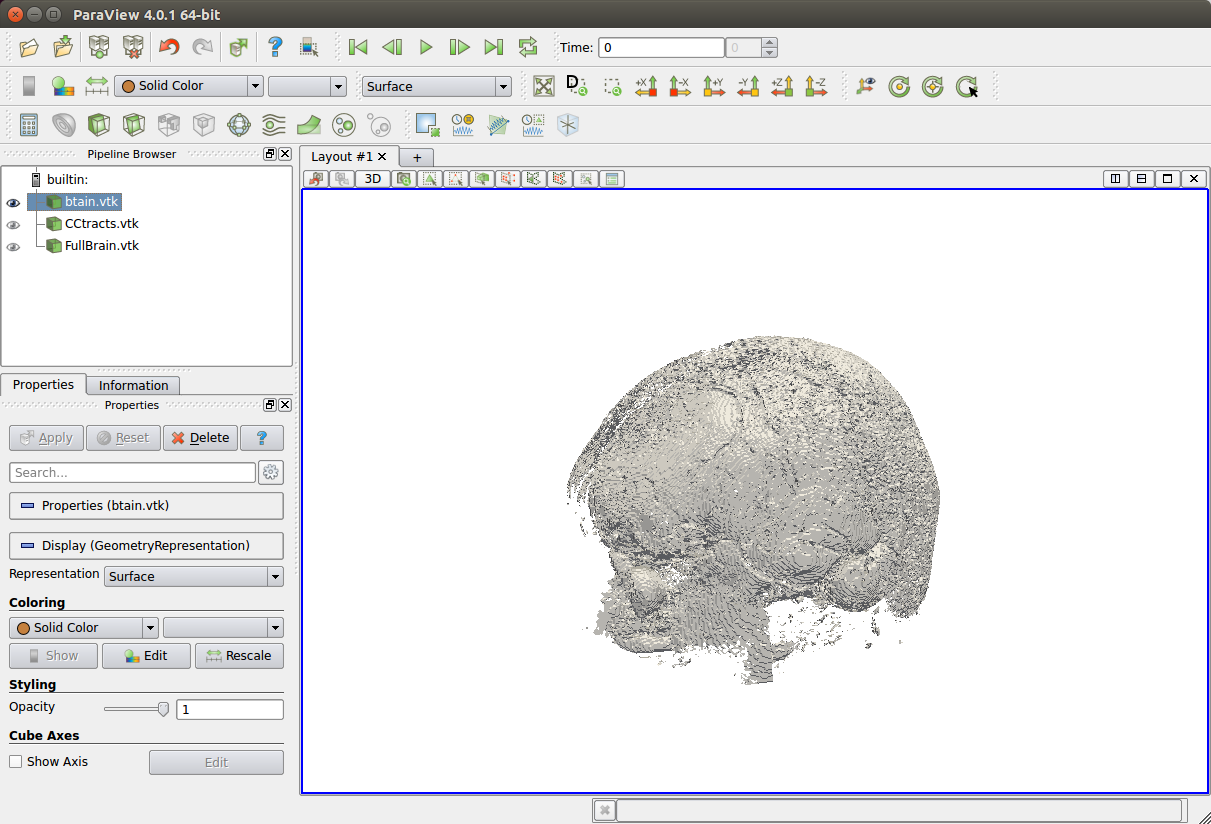 ParaView 4.0.1 64-bit
Time: 0 0
Solid Color Surface D +X -X +Y -Y +Z -Z
Pipeline Browser
Layout #1 +
3D
builtin:
btain.vtk
CCtracts.vtk
FullBrain.vtk
Properties Information
Properties
Apply Reset Delete ?
Search...
Properties (btain.vtk)
Display (GeometryRepresentation)
Representation Surface
Coloring
Solid Color
Show Edit Rescale
Styling
Opacity 1
Cube Axes
Show Axis Edit